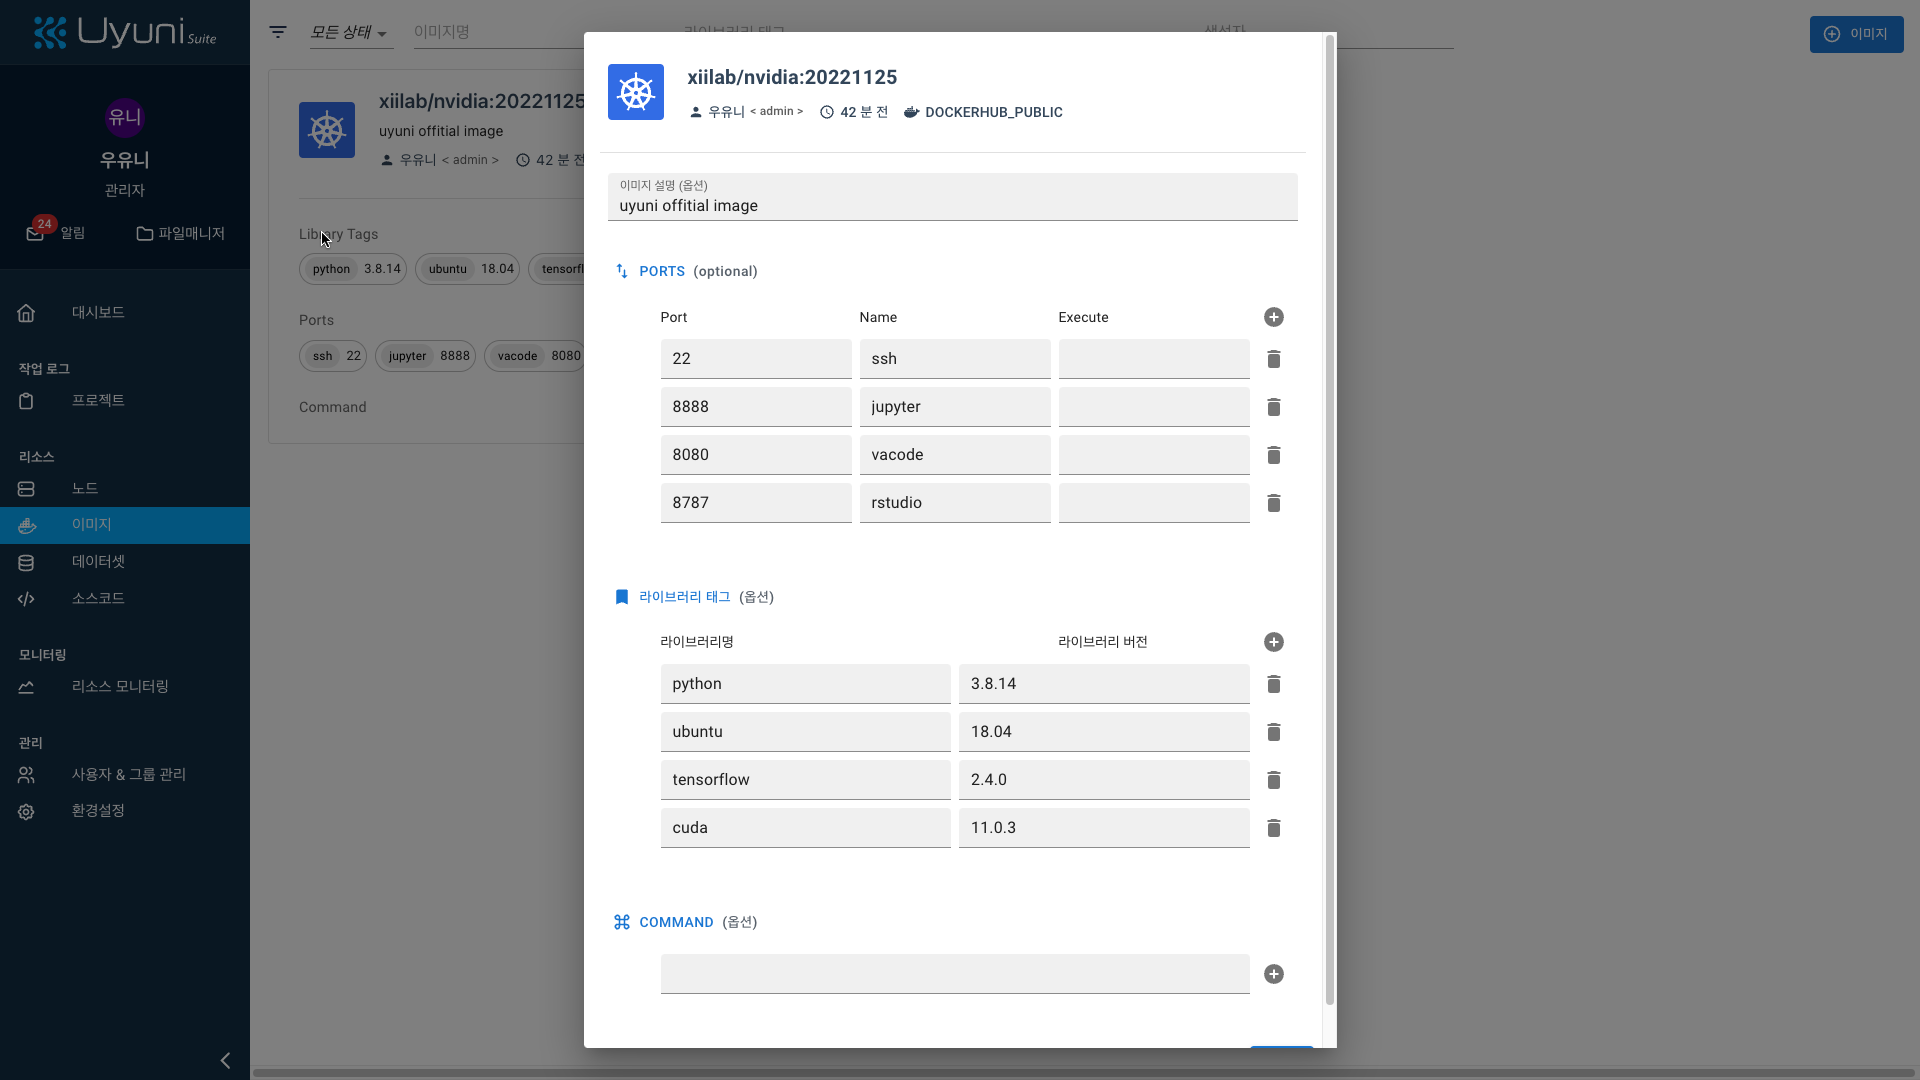 Uyuni Suite
유니
우유니
관리자
24
알림
파일매니저
대시보드
작업 로그
프로젝트
리소스
노드
이미지
데이터셋
소스코드
모니터링
리소스 모니터링
관리
사용자 & 그룹 관리
환경설정
모든 상태
이미지명
라이브러리 태그
생성자
이미지
xiilab/nvidia:20221125
uyuni offitial image
우유니 < admin >
42 분 전
Library Tags
python 3.8.14
ubuntu 18.04
tensorfl
Ports
ssh 22
jupyter 8888
vacode 8080
Command
xiilab/nvidia:20221125
우유니 < admin >
42 분 전
DOCKERHUB_PUBLIC
이미지 설명 (옵션)
uyuni offitial image
PORTS (optional)
Port Name Execute
22 ssh
8888 jupyter
8080 vacode
8787 rstudio
라이브러리 태그 (옵션)
라이브러리명 라이브러리 버전
python 3.8.14
ubuntu 18.04
tensorflow 2.4.0
cuda 11.0.3
COMMAND (옵션)